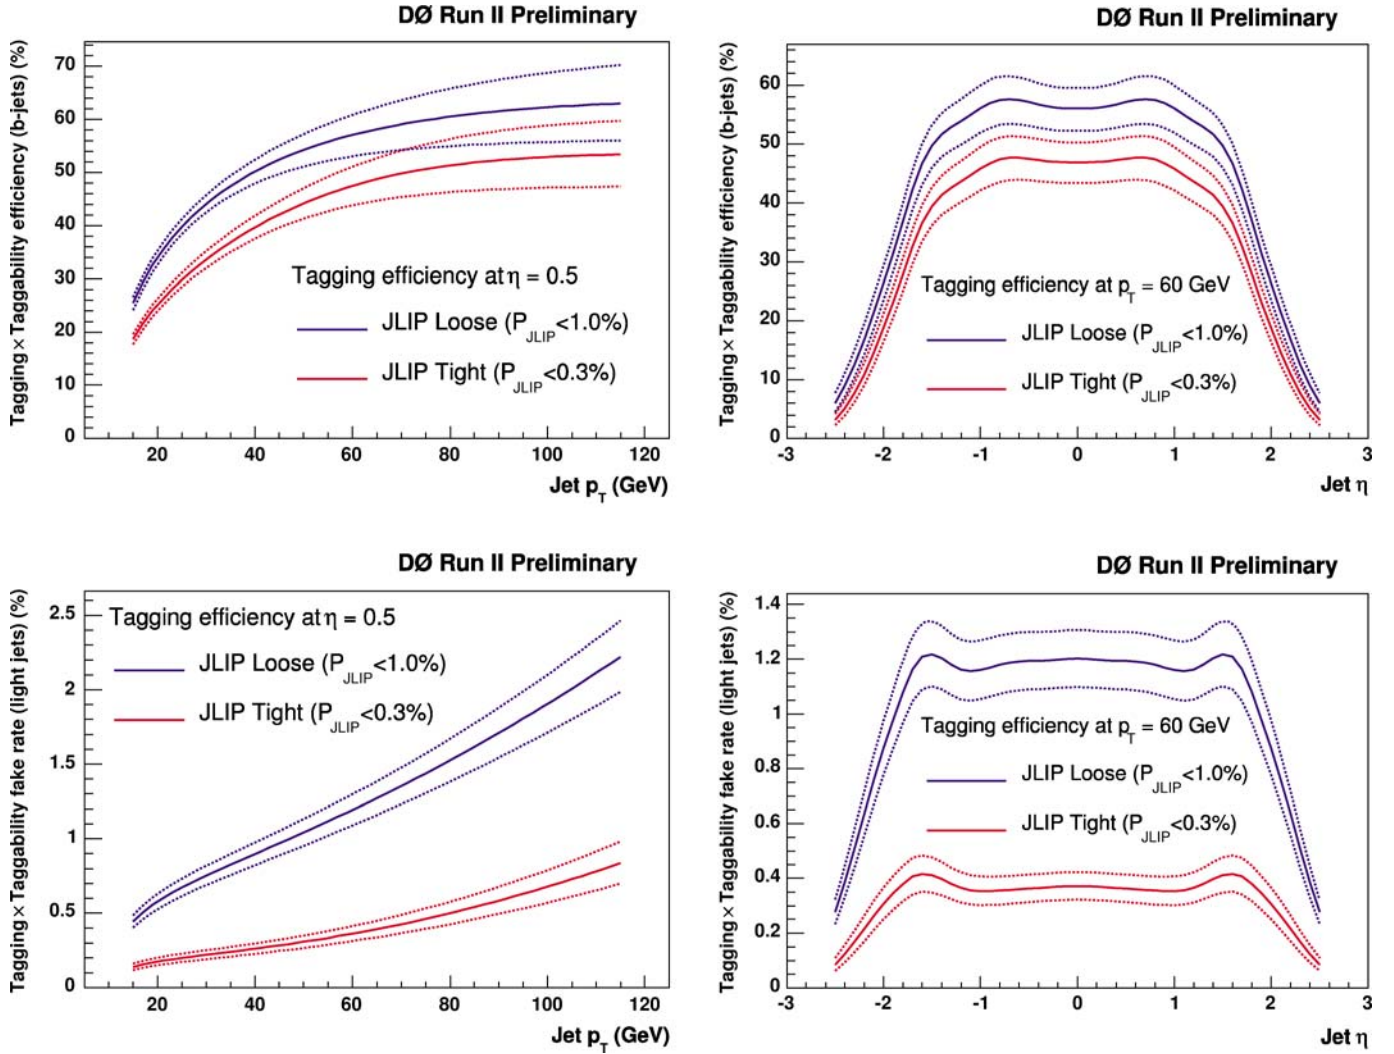 DØ Run II Preliminary
Tagging × Taggability efficiency (b-jets) (%)
70
60
50
40
30
20
10
0
Tagging efficiency at η = 0.5
JLIP Loose (P_JLIP<1.0%)
JLIP Tight (P_JLIP<0.3%)
20 40 60 80 100 120
Jet p_T (GeV)
DØ Run II Preliminary
Tagging × Taggability efficiency (b-jets) (%)
60
50
40
30
20
10
0
Tagging efficiency at p_T = 60 GeV
JLIP Loose (P_JLIP<1.0%)
JLIP Tight (P_JLIP<0.3%)
-3 -2 -1 0 1 2 3
Jet η
DØ Run II Preliminary
Tagging × Taggability fake rate (light jets) (%)
2.5
2
1.5
1
0.5
0
Tagging efficiency at η = 0.5
JLIP Loose (P_JLIP<1.0%)
JLIP Tight (P_JLIP<0.3%)
20 40 60 80 100 120
Jet p_T (GeV)
DØ Run II Preliminary
Tagging × Taggability fake rate (light jets) (%)
1.4
1.2
1
0.8
0.6
0.4
0.2
0
Tagging efficiency at p_T = 60 GeV
JLIP Loose (P_JLIP<1.0%)
JLIP Tight (P_JLIP<0.3%)
-3 -2 -1 0 1 2 3
Jet η